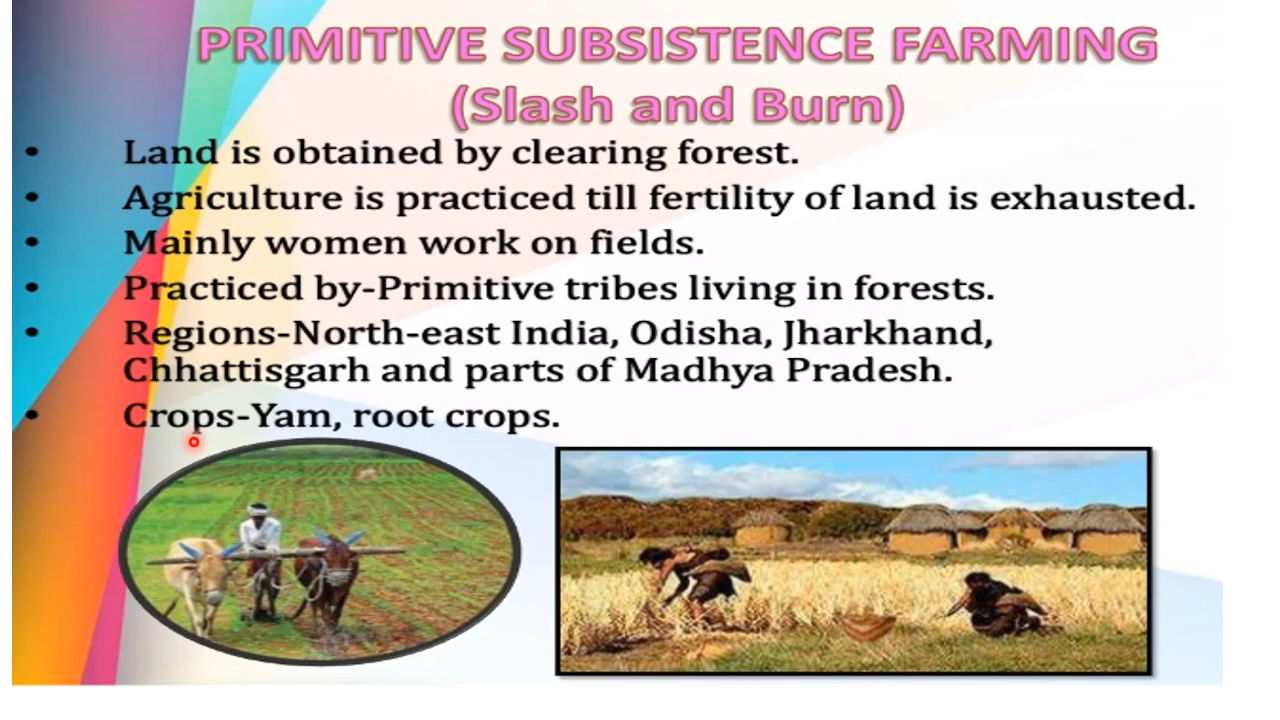 PRIMITIVE SUBSISTENCE FARMING
(Slash and Burn)
• Land is obtained by clearing forest.
• Agriculture is practiced till fertility of land is exhausted.
• Mainly women work on fields.
• Practiced by-Primitive tribes living in forests.
• Regions-North-east India, Odisha, Jharkhand,
Chhattisgarh and parts of Madhya Pradesh.
• Crops-Yam, root crops.